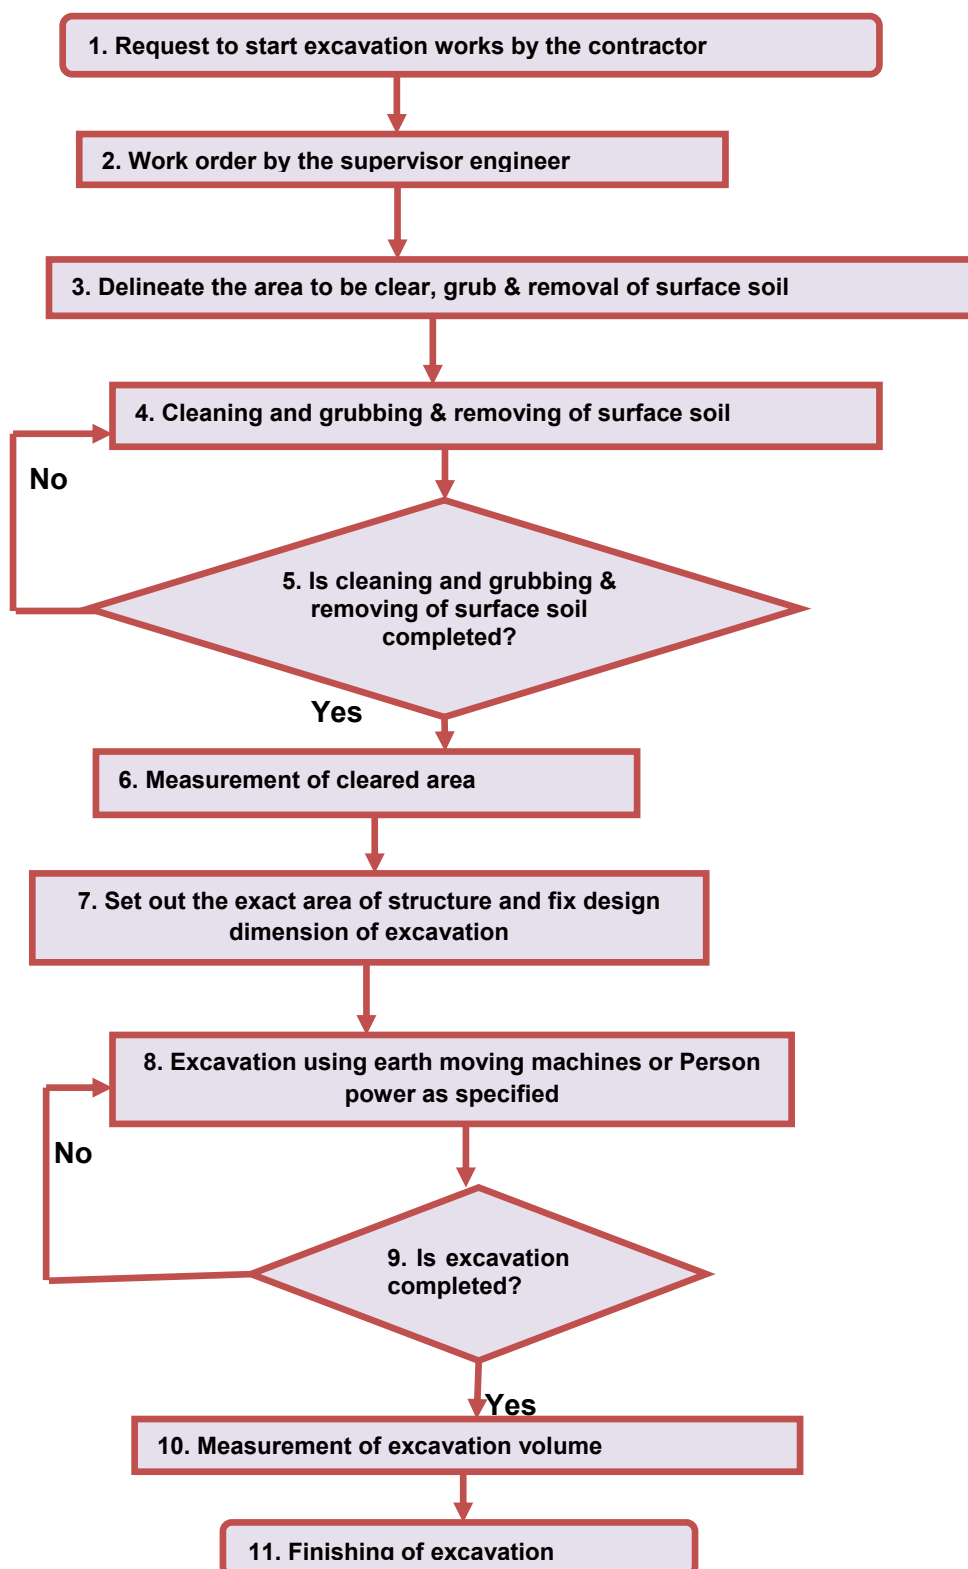 1. Request to start excavation works by the contractor
2. Work order by the supervisor engineer
3. Delineate the area to be clear, grub & removal of surface soil
4. Cleaning and grubbing & removing of surface soil
No
5. Is cleaning and grubbing &
removing of surface soil
completed?
Yes
6. Measurement of cleared area
7. Set out the exact area of structure and fix design
dimension of excavation
8. Excavation using earth moving machines or Person
power as specified
No
9. Is excavation
completed?
Yes
10. Measurement of excavation volume
11. Finishing of excavation